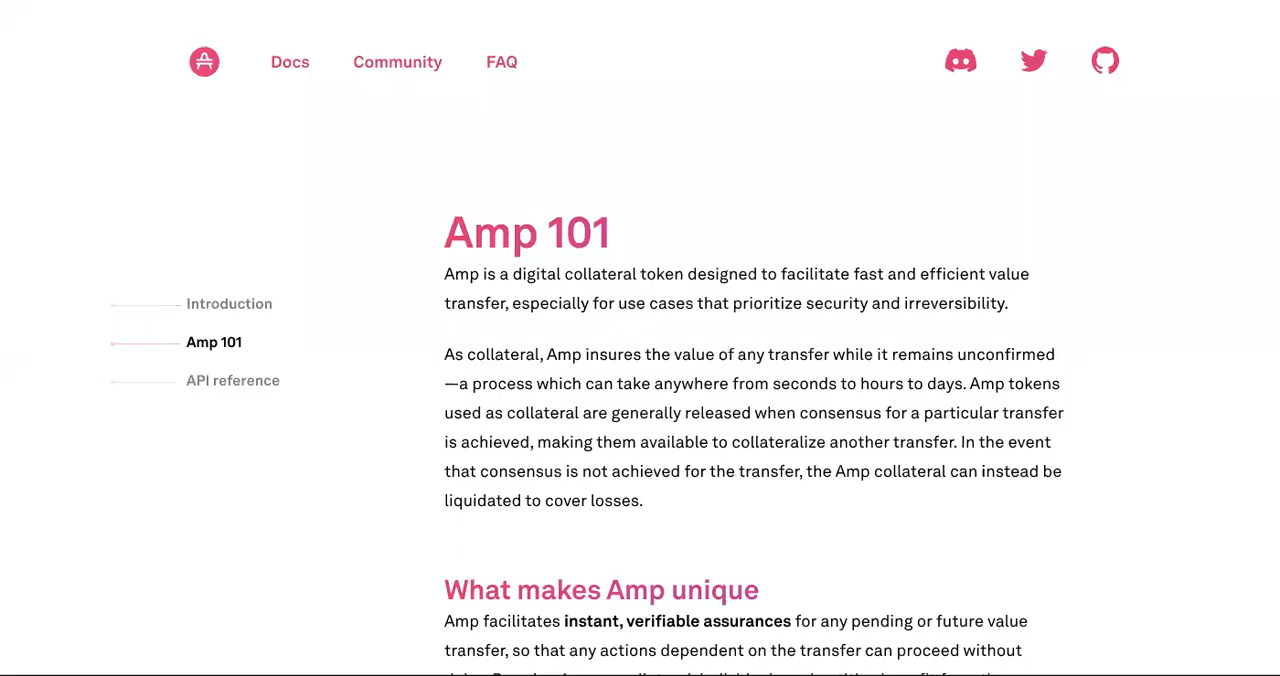 Docs Community FAQ
Introduction
Amp 101
API reference
Amp 101
Amp is a digital collateral token designed to facilitate fast and efficient value
transfer, especially for use cases that prioritize security and irreversibility.
As collateral, Amp insures the value of any transfer while it remains unconfirmed
—a process which can take anywhere from seconds to hours to days. Amp tokens
used as collateral are generally released when consensus for a particular transfer
is achieved, making them available to collateralize another transfer. In the event
that consensus is not achieved for the transfer, the Amp collateral can instead be
liquidated to cover losses.
What makes Amp unique
Amp facilitates instant, verifiable assurances for any pending or future value
transfer, so that any actions dependent on the transfer can proceed without